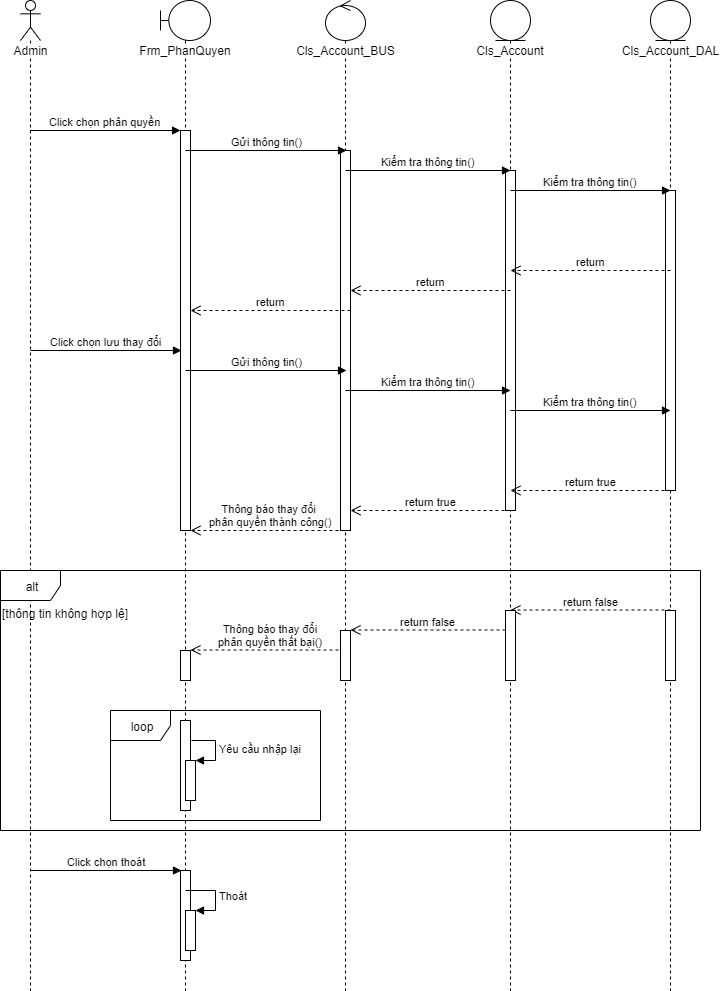 Admin
Frm_PhanQuyen
Cls_Account_BUS
Cls_Account
Cls_Account_DAL
Click chọn phân quyền
Gửi thông tin()
Kiểm tra thông tin()
Kiểm tra thông tin()
return
return
return
Click chọn lưu thay đổi
Gửi thông tin()
Kiểm tra thông tin()
Kiểm tra thông tin()
return true
return true
Thông báo thay đổi
phân quyền thành công()
alt
[thông tin không hợp lệ]
return false
return false
Thông báo thay đổi
phân quyền thất bại()
loop
Yêu cầu nhập lại
Click chọn thoát
Thoát